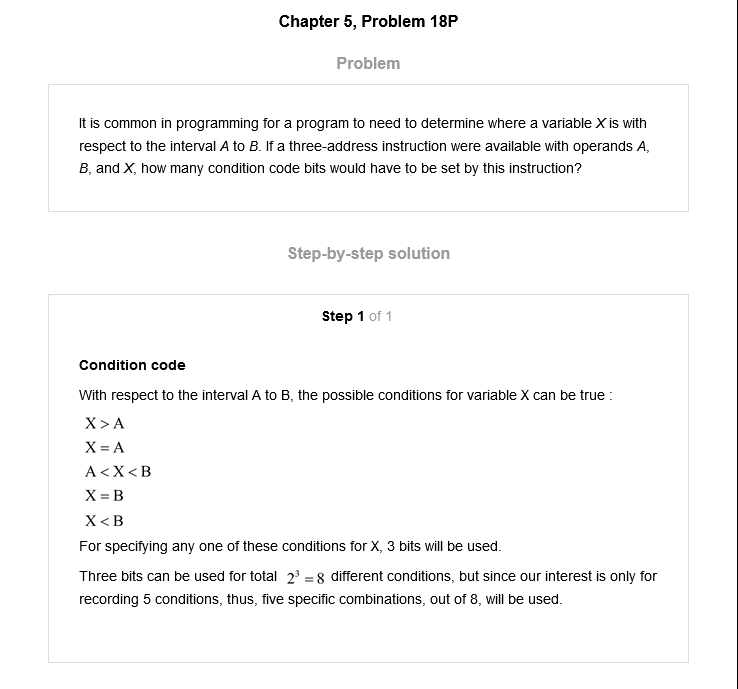 Chapter 5, Problem 18P
Problem
It is common in programming for a program to need to determine where a variable X is with
respect to the interval A to B. If a three-address instruction were available with operands A,
B, and X, how many condition code bits would have to be set by this instruction?
Step-by-step solution
Step 1 of 1
Condition code
With respect to the interval A to B, the possible conditions for variable X can be true :
X > A
X = A
A < X < B
X = B
X < B
For specifying any one of these conditions for X, 3 bits will be used.
Three bits can be used for total 2³ = 8 different conditions, but since our interest is only for
recording 5 conditions, thus, five specific combinations, out of 8, will be used.